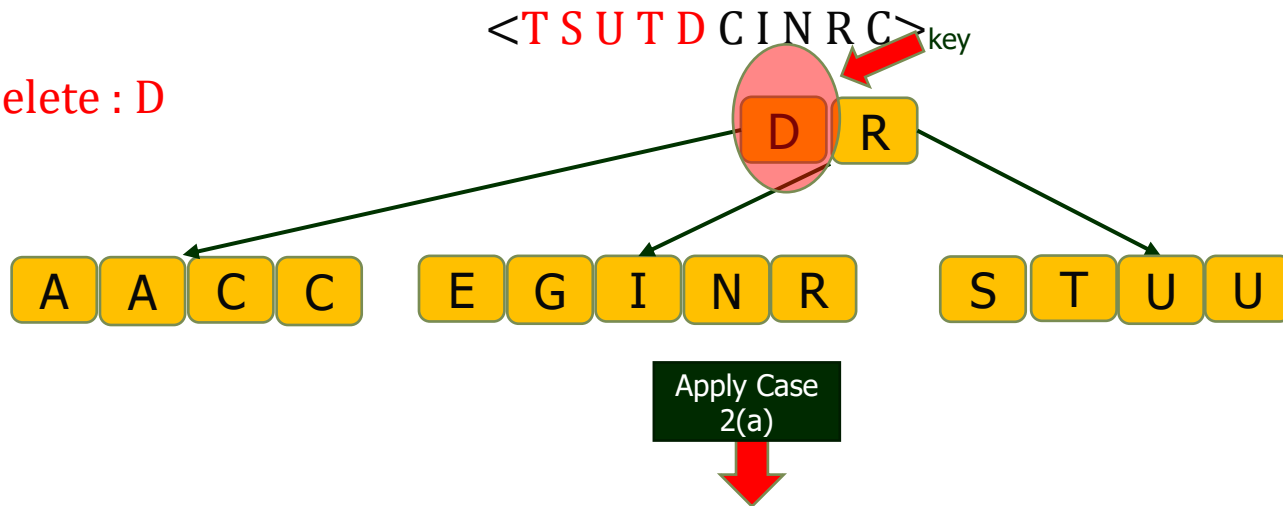 <T S U T D C I N R C>
key
elete : D
D R
A A C C E G I N R S T U U
Apply Case
2(a)